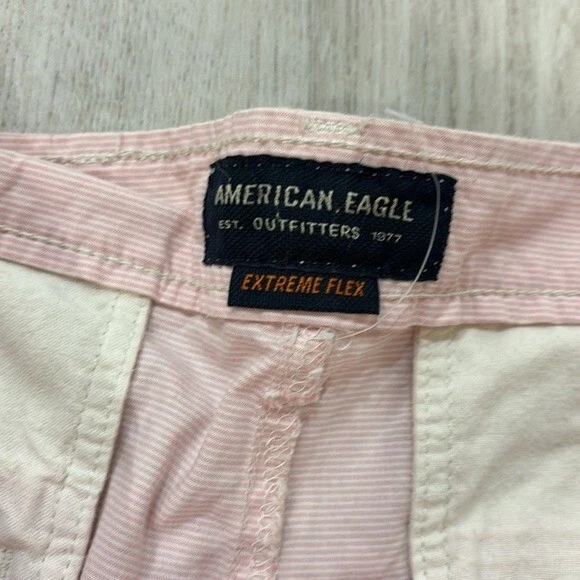 AMERICAN EAGLE
EST. OUTFITTERS 1977
EXTREME FLEX